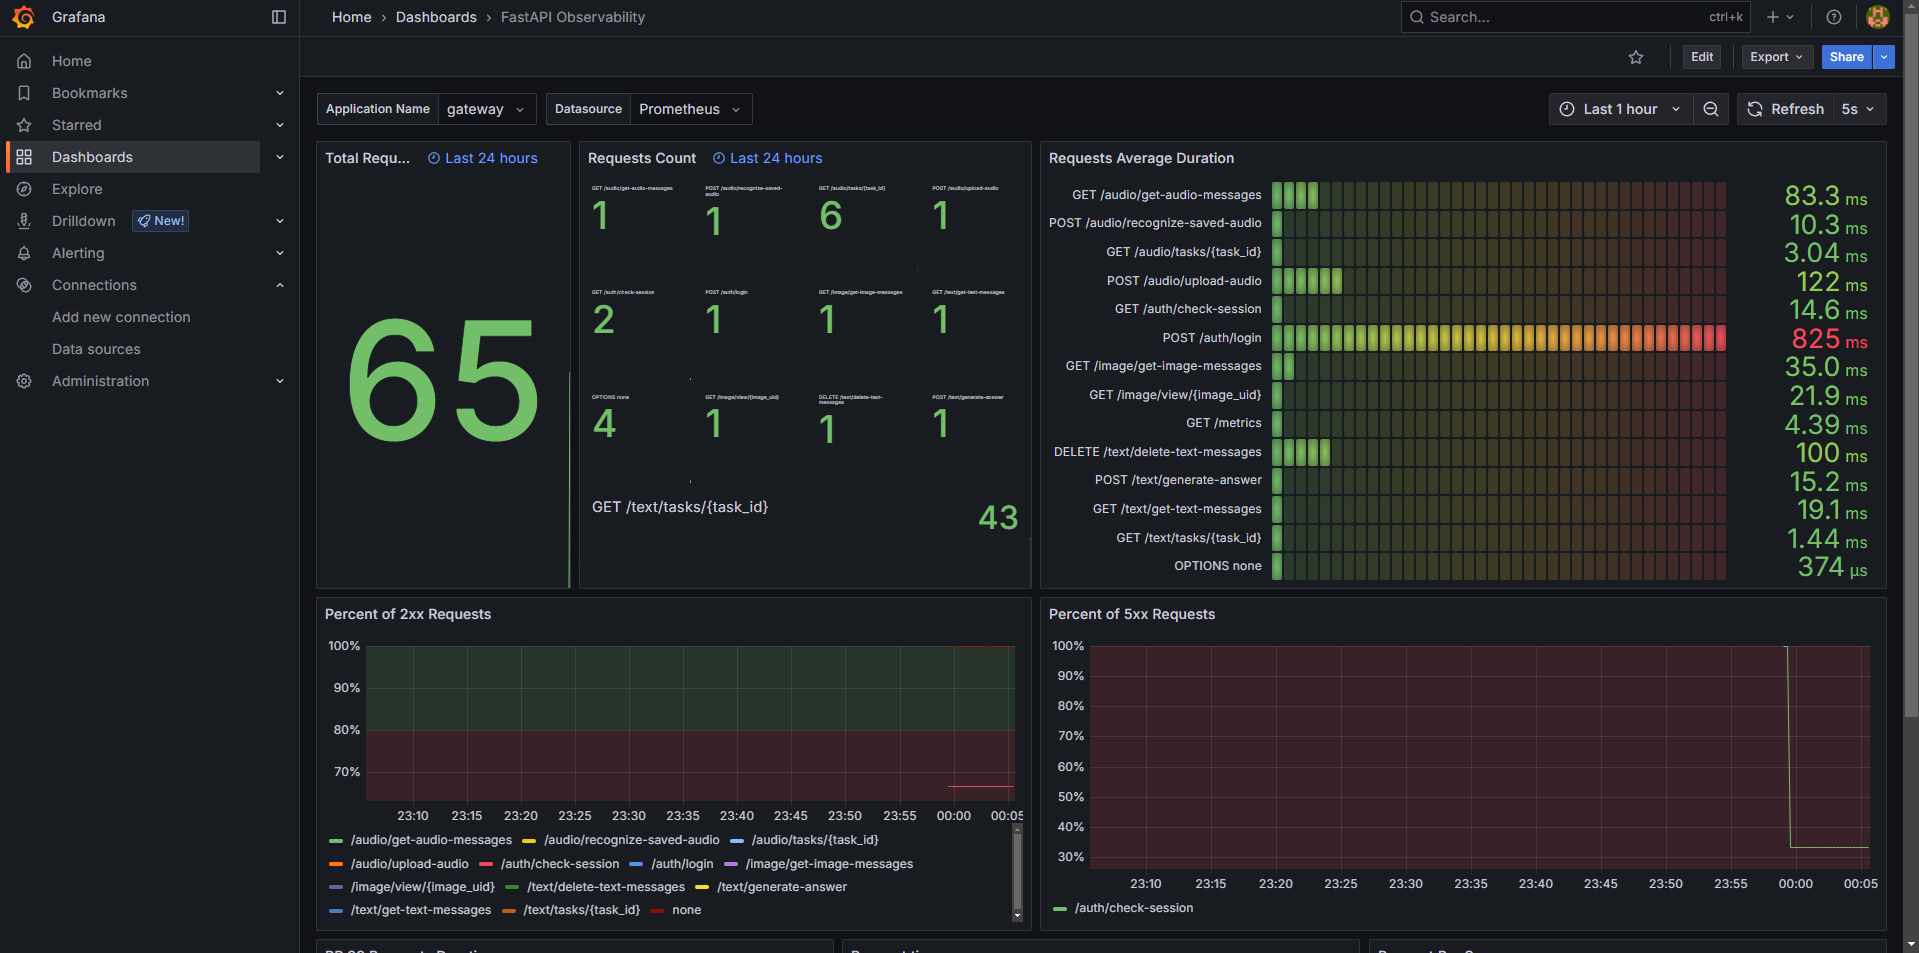 Grafana
Home › Dashboards › FastAPI Observability
Search... ctrl+k
Home
Bookmarks
Starred
Dashboards
Explore
Drilldown New!
Alerting
Connections
Add new connection
Data sources
Administration
Edit Export Share
Application Name gateway Datasource Prometheus
Last 1 hour Refresh 5s
Total Requ... Last 24 hours
65
Requests Count Last 24 hours
GET /audio/get-audio-messages
1
POST /audio/recognize-saved-
audio
1
GET /audio/tasks/{task_id}
6
POST /audio/upload-audio
1
GET /auth/check-session
2
POST /auth/login
1
GET /image/get-image-messages
1
GET /text/get-text-messages
1
OPTIONS none
4
GET /image/view/{image_uid}
1
DELETE /text/delete-text-
messages
1
POST /text/generate-answer
1
GET /text/tasks/{task_id}
43
Requests Average Duration
GET /audio/get-audio-messages 83.3 ms
POST /audio/recognize-saved-audio 10.3 ms
GET /audio/tasks/{task_id} 3.04 ms
POST /audio/upload-audio 122 ms
GET /auth/check-session 14.6 ms
POST /auth/login 825 ms
GET /image/get-image-messages 35.0 ms
GET /image/view/{image_uid} 21.9 ms
GET /metrics 4.39 ms
DELETE /text/delete-text-messages 100 ms
POST /text/generate-answer 15.2 ms
GET /text/get-text-messages 19.1 ms
GET /text/tasks/{task_id} 1.44 ms
OPTIONS none 374 µs
Percent of 2xx Requests
100%
90%
80%
70%
23:10 23:15 23:20 23:25 23:30 23:35 23:40 23:45 23:50 23:55 00:00 00:05
/audio/get-audio-messages /audio/recognize-saved-audio /audio/tasks/{task_id}
/audio/upload-audio /auth/check-session /auth/login /image/get-image-messages
/image/view/{image_uid} /text/delete-text-messages /text/generate-answer
/text/get-text-messages /text/tasks/{task_id} none
Percent of 5xx Requests
100%
90%
80%
70%
60%
50%
40%
30%
23:10 23:15 23:20 23:25 23:30 23:35 23:40 23:45 23:50 23:55 00:00 00:05
/auth/check-session